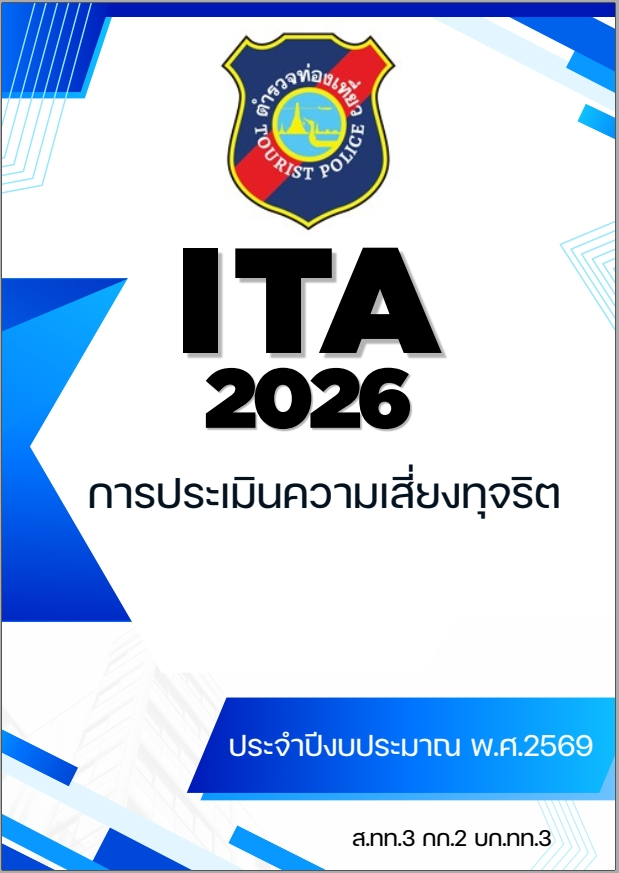 ตำรวจท่องเที่ยว
TOURIST POLICE
ITA
2026
การประเมินความเสี่ยงทุจริต
ประจำปีงบประมาณ พ.ศ.2569
ส.ทท.3 กก.2 บก.ทท.3